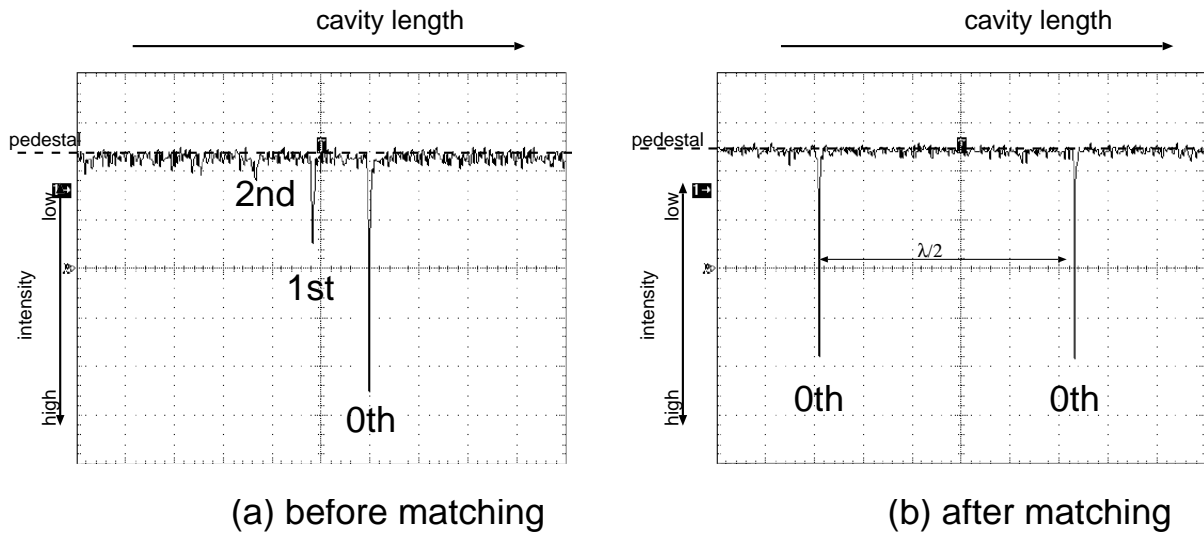 cavity length
pedestal
low
intensity
high
2nd
1st
0th
(a) before matching
cavity length
pedestal
low
intensity
high
λ/2
0th
0th
(b) after matching